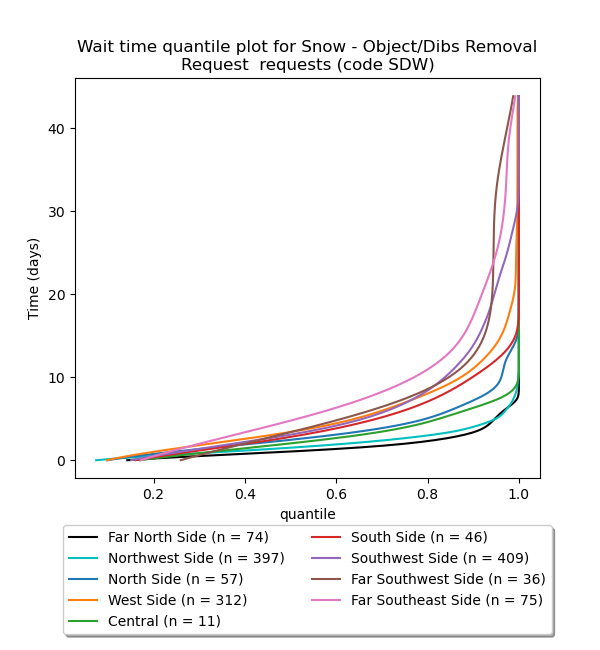 Wait time quantile plot for Snow - Object/Dibs Removal
Request  requests (code SDW)
40
30
20
10
0
Time (days)
0.2 0.4 0.6 0.8 1.0
quantile
Far North Side (n = 74)
Northwest Side (n = 397)
North Side (n = 57)
West Side (n = 312)
Central (n = 11)
South Side (n = 46)
Southwest Side (n = 409)
Far Southwest Side (n = 36)
Far Southeast Side (n = 75)